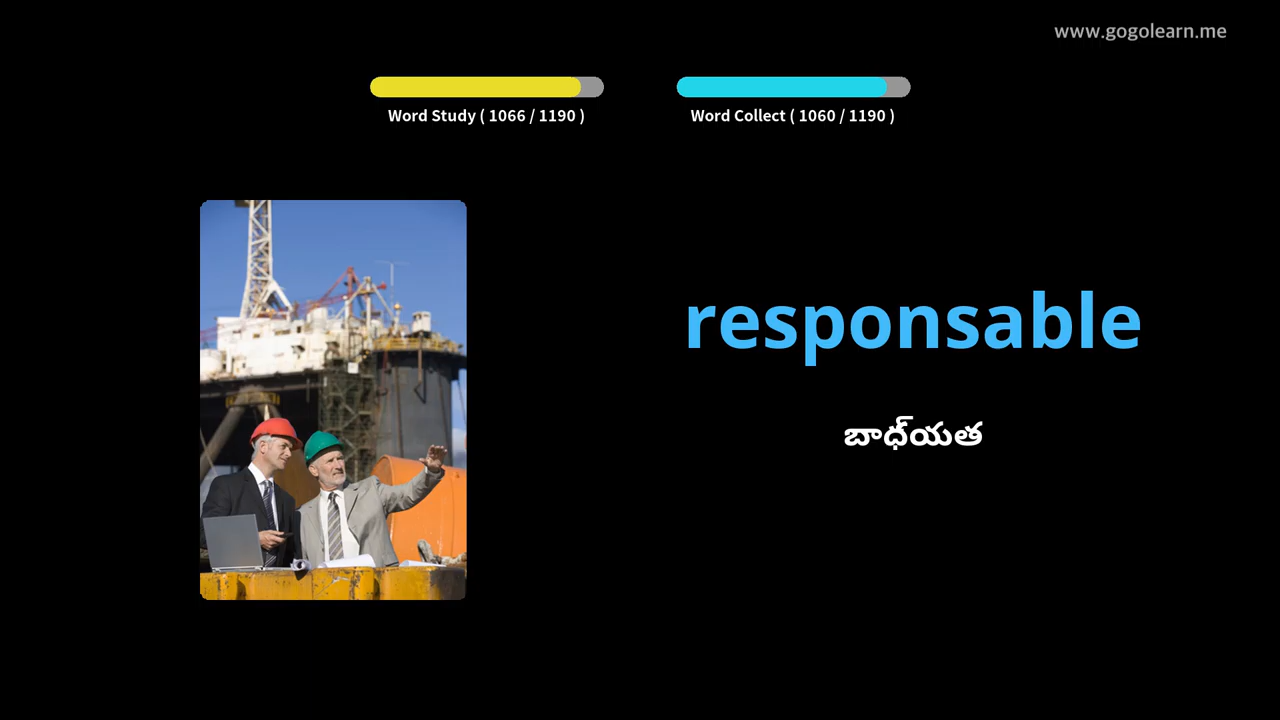 www.gogolearn.me
Word Study ( 1066 / 1190 )
Word Collect ( 1060 / 1190 )
responsable
బాధ్యత